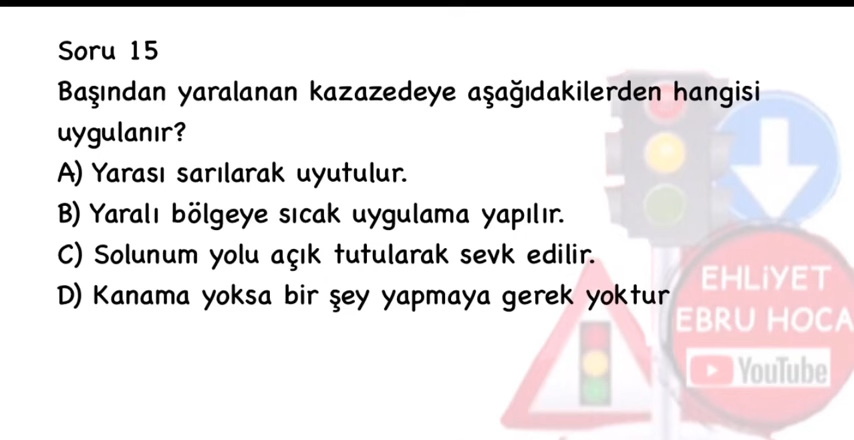 Soru 15
Başından yaralanan kazazedeye aşağıdakilerden hangisi
uygulanır?
A) Yarası sarılarak uyutulur.
B) Yaralı bölgeye sıcak uygulama yapılır.
C) Solunum yolu açık tutularak sevk edilir.
D) Kanama yoksa bir şey yapmaya gerek yoktur
EHLİYET
EBRU HOCA
YouTube